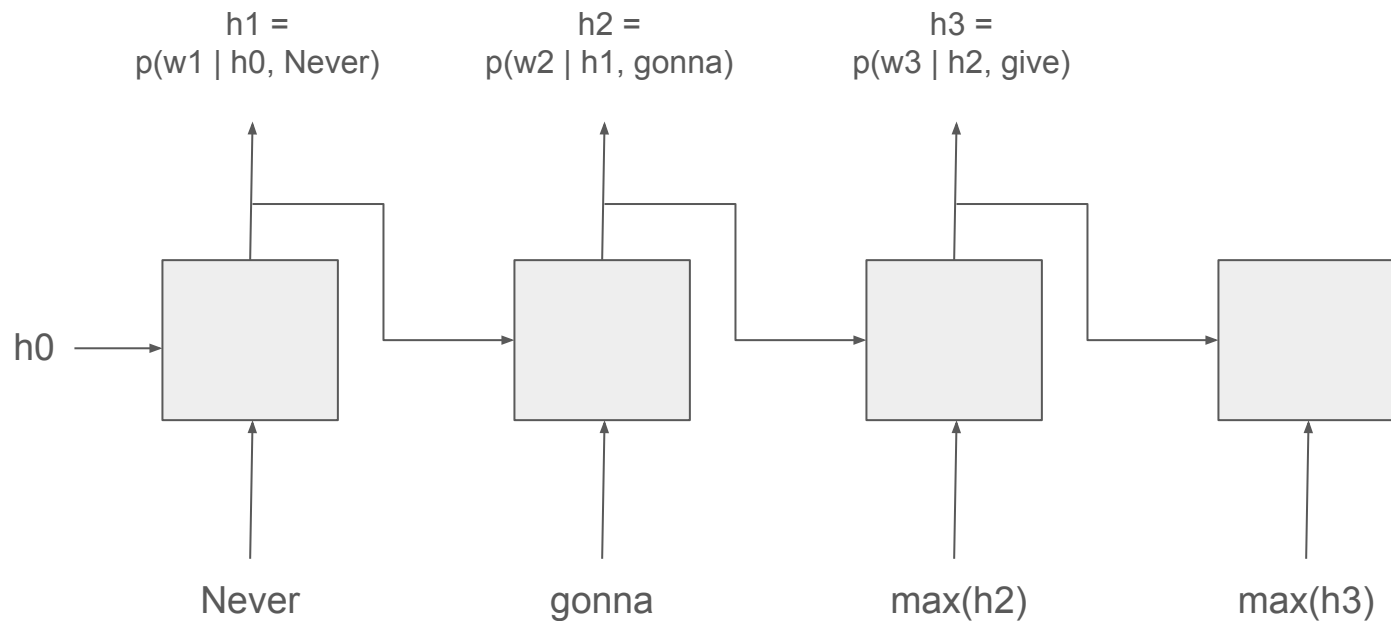 h1 =
p(w1 | h0, Never)
h2 =
p(w2 | h1, gonna)
h3 =
p(w3 | h2, give)
h0
Never
gonna
max(h2)
max(h3)